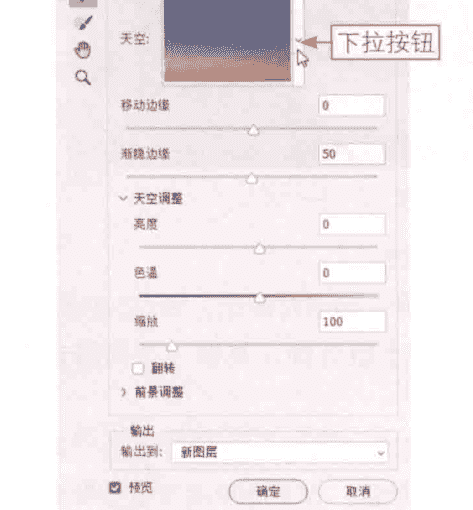 天空:
下拉按钮
移动边缘
0
渐隐边缘
50
天空调整
亮度
0
色温
0
缩放
100
翻转
前景调整
输出
输出到:
新图层
预览
确定
取消